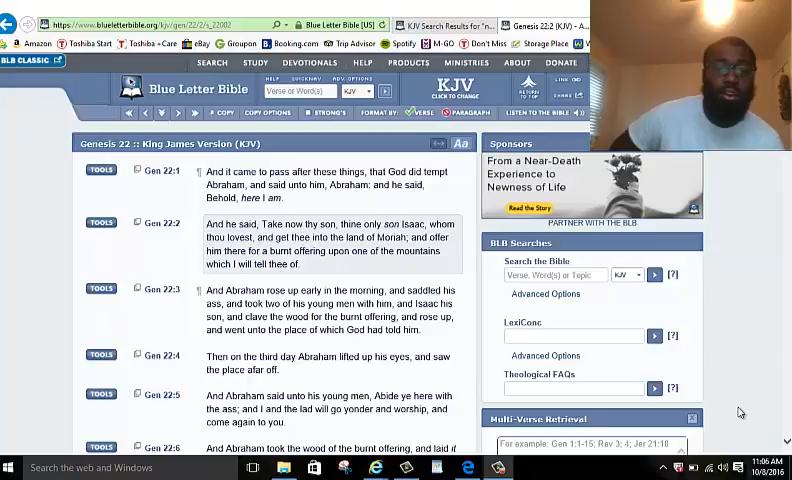 https://www.blueletterbible.org/kjv/gen/22/2/s_22002
Blue Letter Bible [US]
KJV Search Results for "n...
Genesis 22:2 (KJV) - A...
Amazon Toshiba Start Toshiba +Care eBay Groupon Booking.com Trip Advisor Spotify M-GO Don't Miss Storage Place
BLB CLASSIC
SEARCH STUDY DEVOTIONALS HELP PRODUCTS MINISTRIES ABOUT DONATE
Blue Letter Bible
HELP QUICKNAV ADV. OPTIONS
Verse or Word(s) KJV
KJV
CLICK TO CHANGE
RETURN TO TOP
LINK
SHARE
COPY COPY OPTIONS STRONG'S FORMAT BY: VERSE PARAGRAPH LISTEN TO THE BIBLE
Genesis 22 :: King James Version (KJV)
Aa
TOOLS Gen 22:1 ¶ And it came to pass after these things, that God did tempt
Abraham, and said unto him, Abraham: and he said,
Behold, here I am.
TOOLS Gen 22:2 And he said, Take now thy son, thine only son Isaac, whom
thou lovest, and get thee into the land of Moriah; and offer
him there for a burnt offering upon one of the mountains
which I will tell thee of.
TOOLS Gen 22:3 ¶ And Abraham rose up early in the morning, and saddled his
ass, and took two of his young men with him, and Isaac his
son, and clave the wood for the burnt offering, and rose up,
and went unto the place of which God had told him.
TOOLS Gen 22:4 Then on the third day Abraham lifted up his eyes, and saw
the place afar off.
TOOLS Gen 22:5 And Abraham said unto his young men, Abide ye here with
the ass; and I and the lad will go yonder and worship, and
come again to you.
TOOLS Gen 22:6 And Abraham took the wood of the burnt offering, and laid it
Sponsors
From a Near-Death
Experience to
Newness of Life
Read the Story
PARTNER WITH THE BLB
BLB Searches
Search the Bible
Verse, Word(s) or Topic KJV [?]
Advanced Options
LexiConc
[?]
Advanced Options
Theological FAQs
[?]
Multi-Verse Retrieval
For example: Gen 1:1-15; Rev 3; 4; Jer 21:10
Search the web and Windows
11:06 AM
10/8/2016